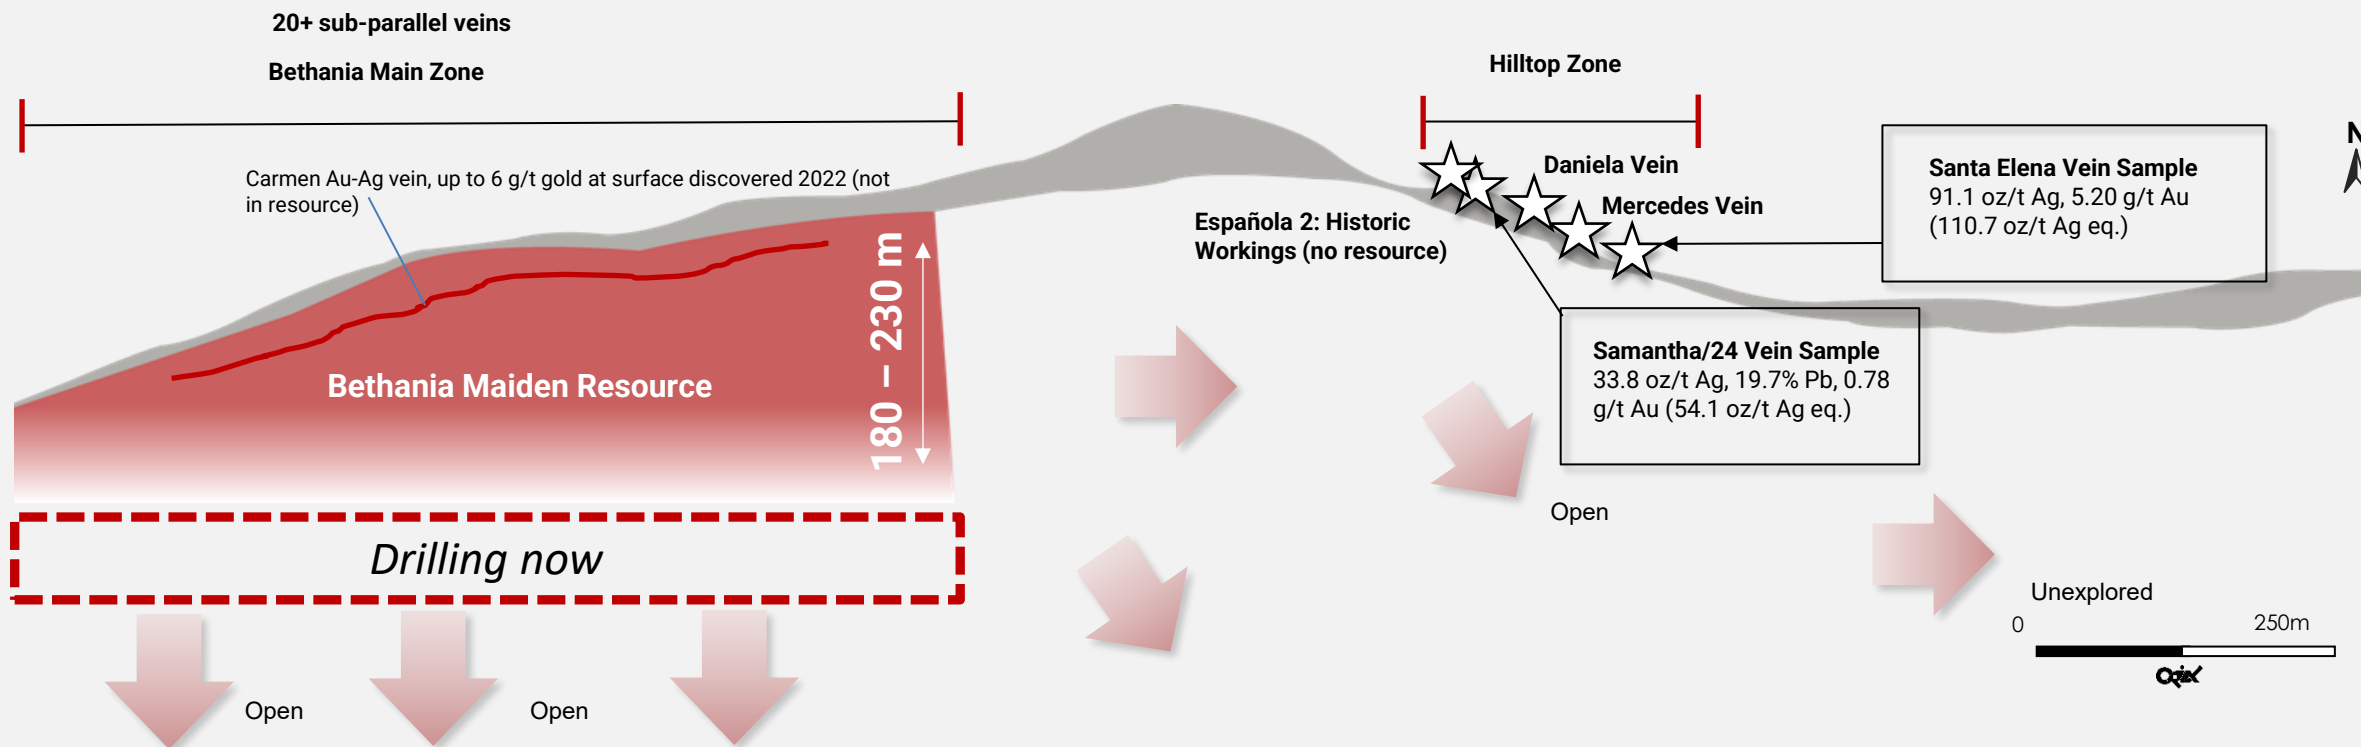 20+ sub-parallel veins
Bethania Main Zone
Hilltop Zone
Carmen Au-Ag vein, up to 6 g/t gold at surface discovered 2022 (not
in resource)
Daniela Vein
Mercedes Vein
Española 2: Historic
Workings (no resource)
Santa Elena Vein Sample
91.1 oz/t Ag, 5.20 g/t Au
(110.7 oz/t Ag eq.)
N
180 – 230 m
Bethania Maiden Resource
Samantha/24 Vein Sample
33.8 oz/t Ag, 19.7% Pb, 0.78
g/t Au (54.1 oz/t Ag eq.)
Open
Drilling now
Unexplored
0 250m
Open
Open